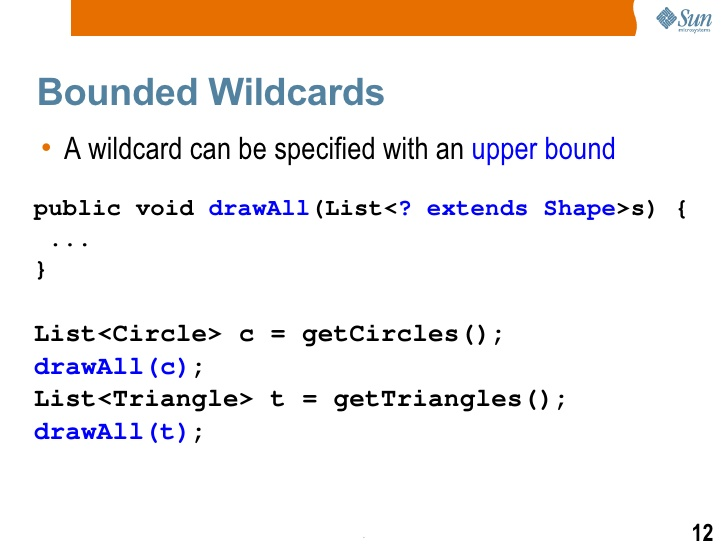 Sun
microsystems
Bounded Wildcards
• A wildcard can be specified with an upper bound
public void drawAll(List<? extends Shape>s) {
...
}
List<Circle> c = getCircles();
drawAll(c);
List<Triangle> t = getTriangles();
drawAll(t);
12